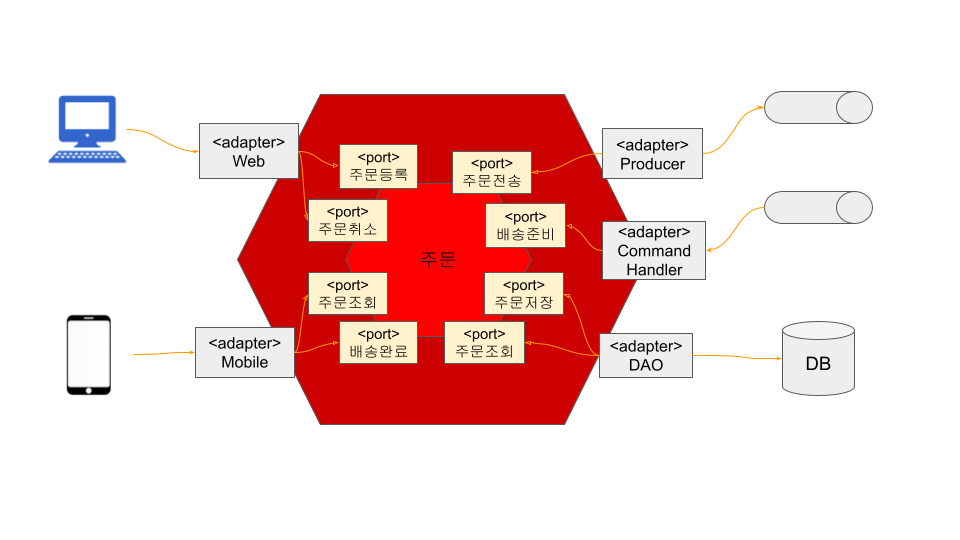 <adapter>
Web
<port>
주문등록
<port>
주문취소
<port>
주문전송
<port>
배송준비
<adapter>
Producer
<adapter>
Command
Handler
주문
<port>
주문조회
<port>
배송완료
<port>
주문저장
<port>
주문조회
<adapter>
Mobile
<adapter>
DAO
DB